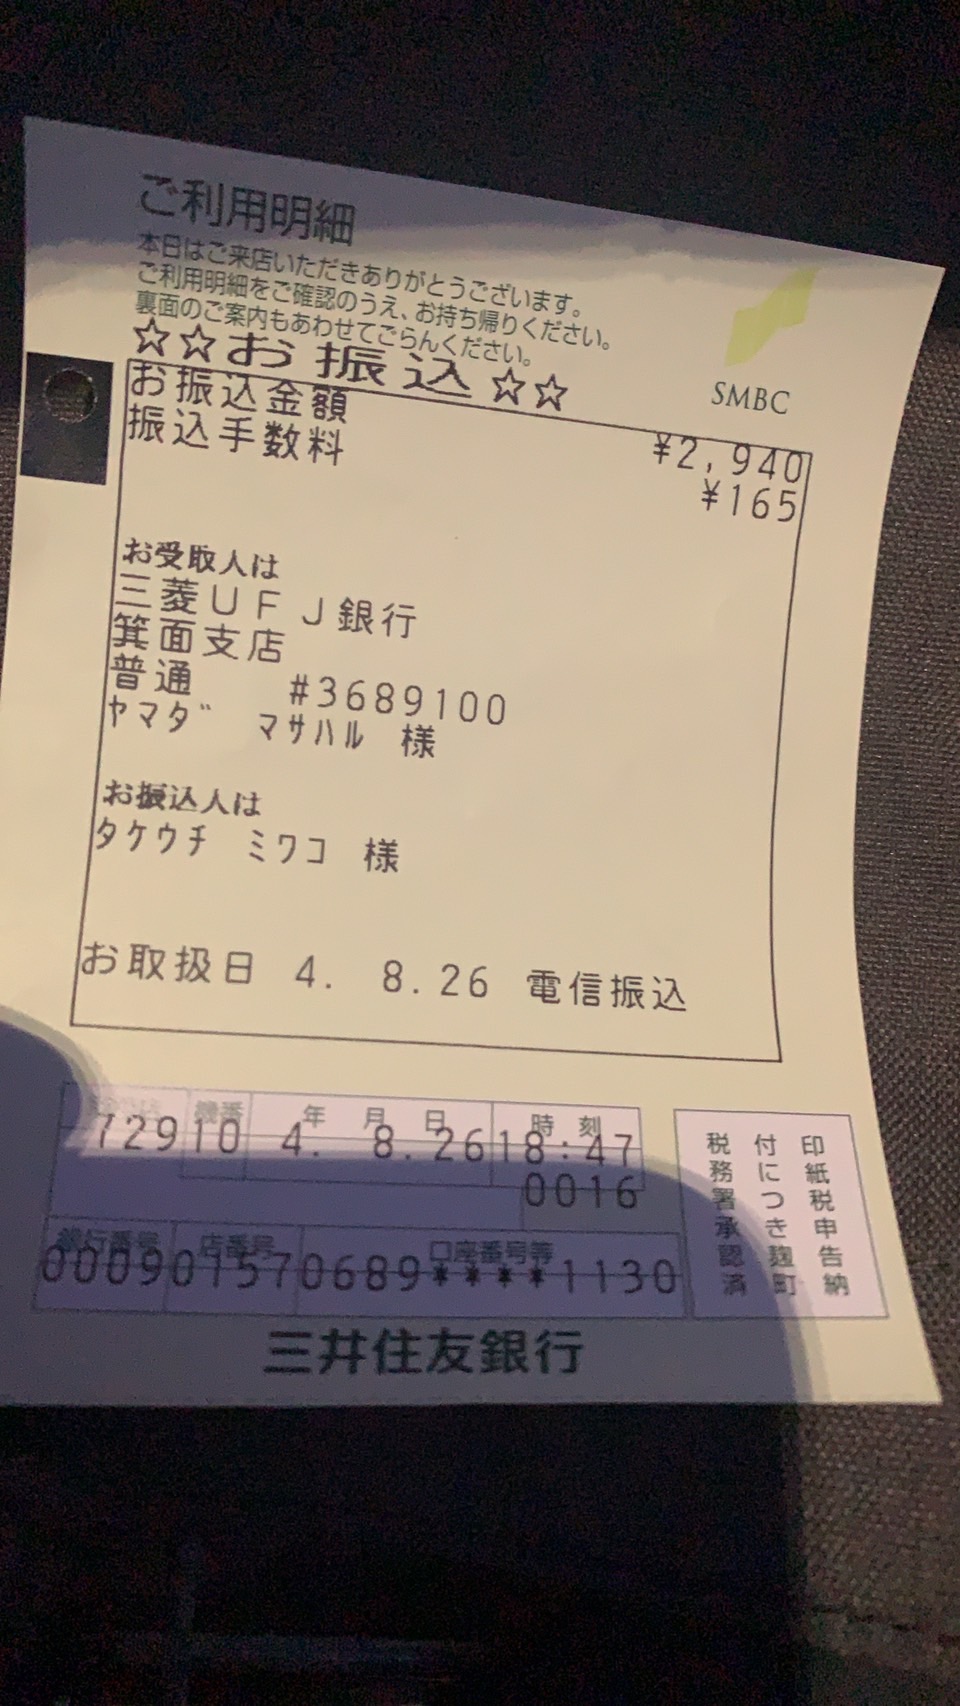 ご利用明細
本日はご来店いただきありがとうございます。
ご利用明細をご確認のうえ、お持ち帰りください。
裏面のご案内もあわせてごらんください。
☆☆お振込☆☆
SMBC
お振込金額 ¥2,940
振込手数料 ¥165
お受取人は
三菱UFJ銀行
箕面支店
普通 #3689100
ヤマダ マサハル 様
お振込人は
タケウチ ミワコ 様
お取扱日 4. 8.26 電信振込
機番 年 月 日 時刻
72910 4. 8.26 18:47
0016
銀行番号 店番号 口座番号等
0009 0157 0689****1130
印紙税申告納
付につき麹町
税務署承認済
三井住友銀行